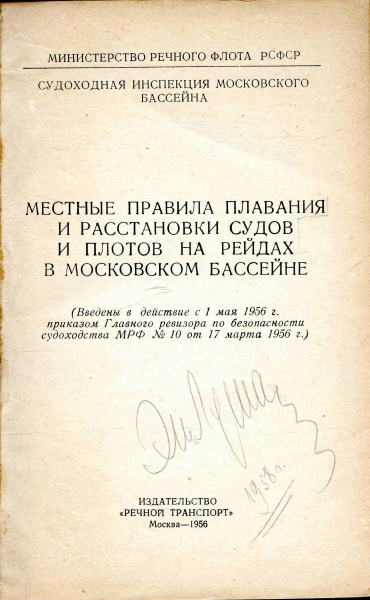 МИНИСТЕРСТВО РЕЧНОГО ФЛОТА РСФСР
СУДОХОДНАЯ ИНСПЕКЦИЯ МОСКОВСКОГО
БАССЕЙНА
МЕСТНЫЕ ПРАВИЛА ПЛАВАНИЯ
И РАССТАНОВКИ СУДОВ
И ПЛОТОВ НА РЕЙДАХ
В МОСКОВСКОМ БАССЕЙНЕ
(Введены в действие с 1 мая 1956 г.
приказом Главного ревизора по безопасности
судоходства МРФ № 10 от 17 марта 1956 г.)
1958 г.
ИЗДАТЕЛЬСТВО
«РЕЧНОЙ ТРАНСПОРТ»
Москва—1956